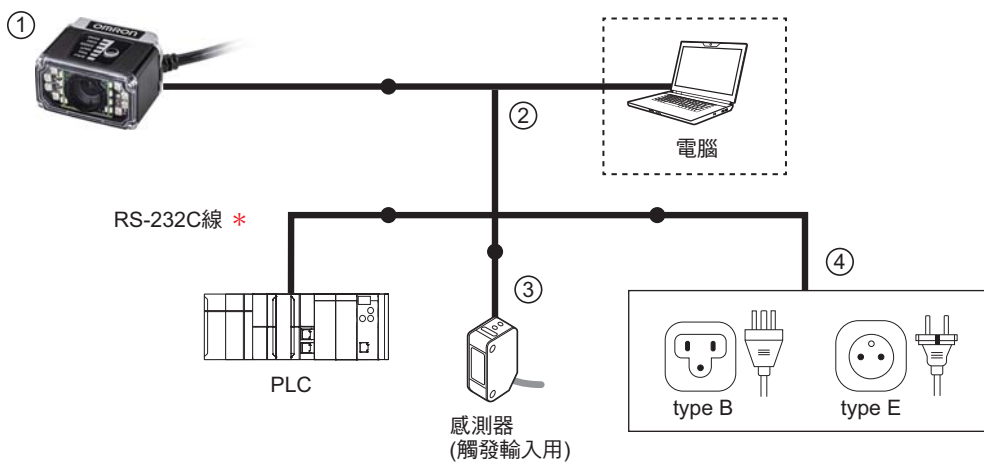 ①
OMRON
②
電腦
RS-232C線 *
③
④
PLC
感測器
(觸發輸入用)
type B
type E